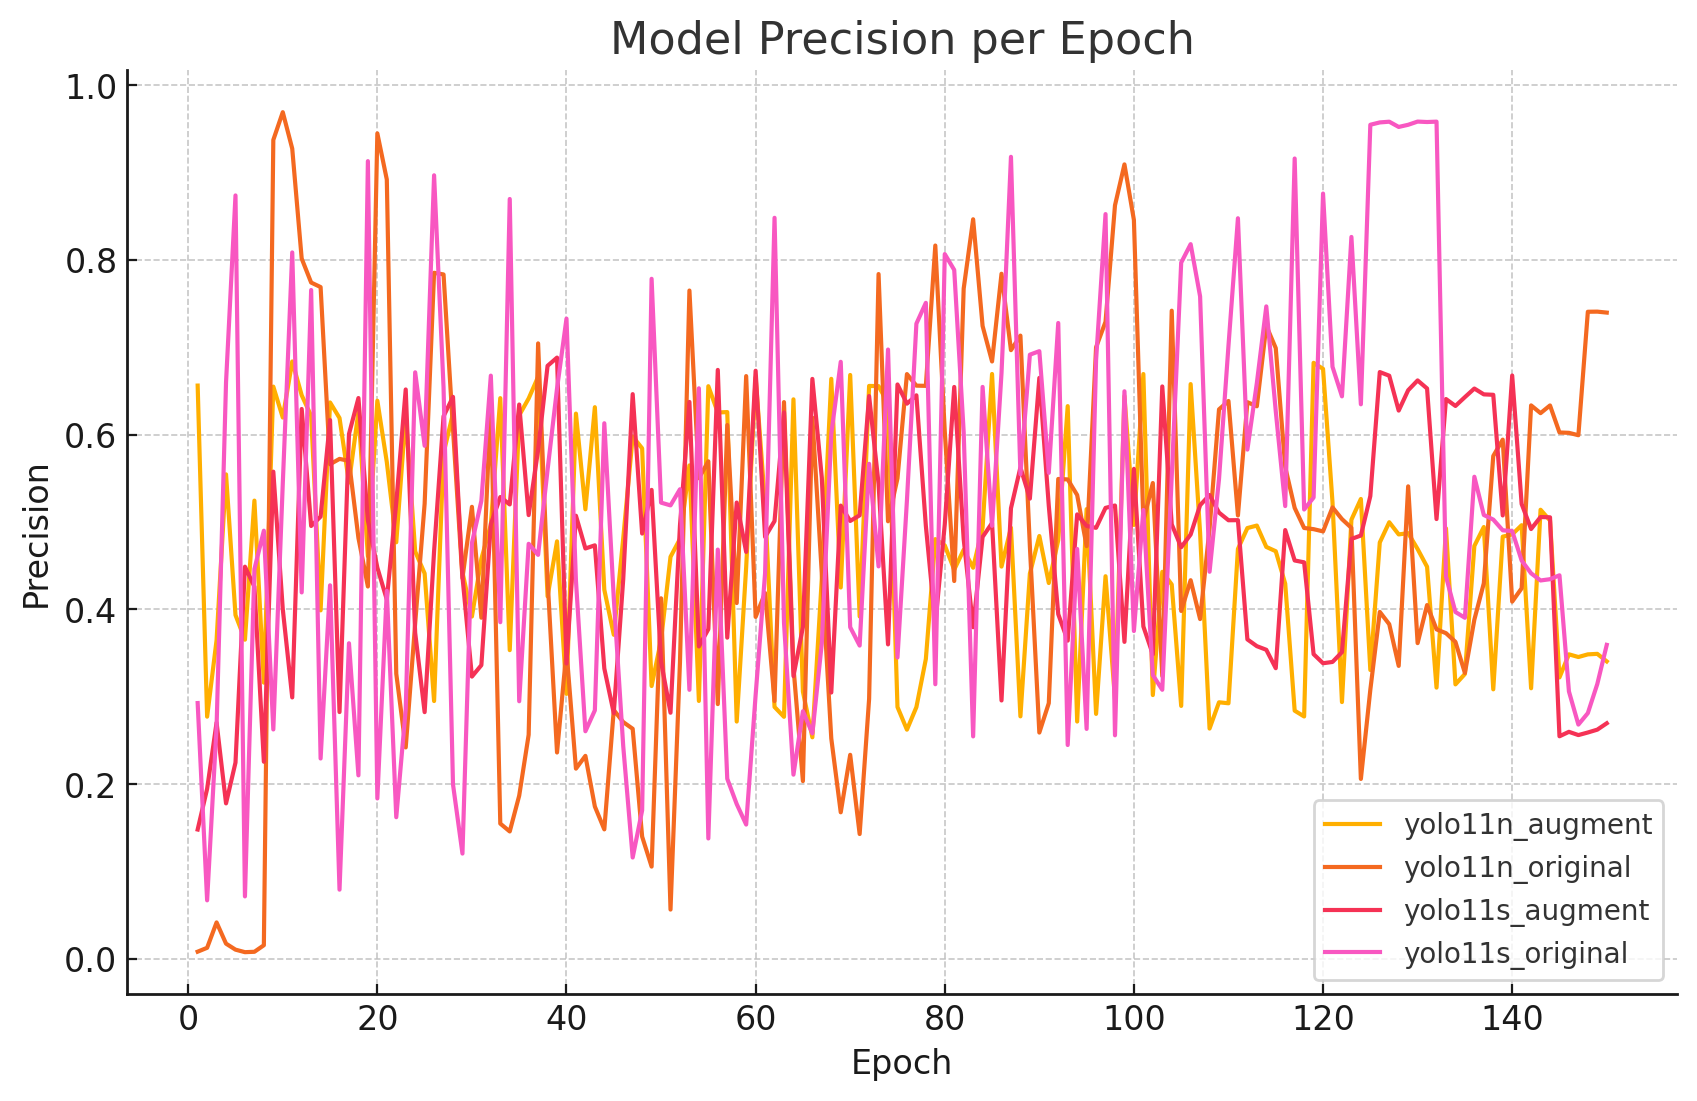 Model Precision per Epoch
1.0
0.8
0.6
0.4
0.2
0.0
Precision
0 20 40 60 80 100 120 140
Epoch
yolo11n_augment
yolo11n_original
yolo11s_augment
yolo11s_original